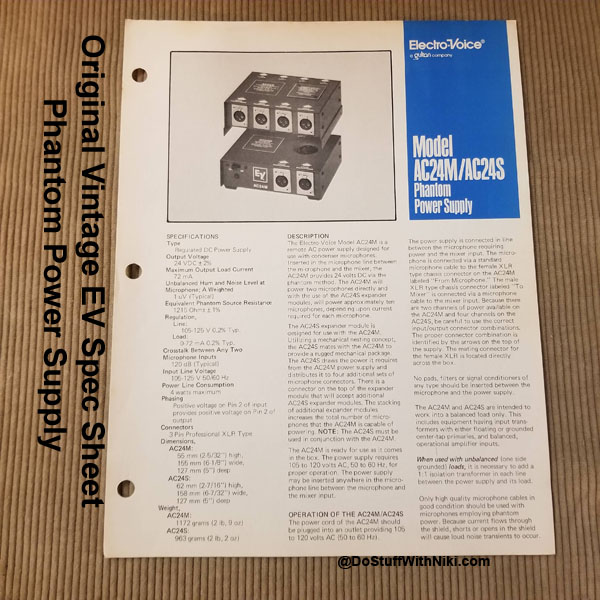 Original Vintage EV Spec Sheet
Phantom Power Supply
Electro-Voice®
a gulton company
Model
AC24M/AC24S
Phantom
Power Supply
EV
AC24M
SPECIFICATIONS
Type
Regulated DC Power Supply
Output Voltage
24 VDC ± 2%
Maximum Output Load Current
72 mA
Unbalanced Hum and Noise Level at
Microphone; A Weighted
1 uV (Typical)
Equivalent Phantom Source Resistance
1210 Ohms ± 1%
Regulation,
Line:
105-125 V 0.2% Typ.
Load:
0-72 mA 0.2% Typ.
Crosstalk Between Any Two
Microphone Inputs
120 dB (Typical)
Input Line Voltage
105-125 V 50/60 Hz
Power Line Consumption
4 watts maximum
Phasing
Positive voltage on Pin 2 of input
provides positive voltage on Pin 2 of
output
Connectors
3 Pin Professional XLR Type
Dimensions,
AC24M:
55 mm (2-5/32") high,
155 mm (6-1/8") wide,
127 mm (5") deep
AC24S:
62 mm (2-7/16") high,
158 mm (6-7/32") wide,
127 mm (5") deep
Weight,
AC24M:
1172 grams (2 lb, 9 oz)
AC24S:
963 grams (2 lb, 2 oz)
DESCRIPTION
The Electro-Voice Model AC24M is a
remote AC power supply designed for
use with condenser microphones.
Inserted in the microphone line between
the microphone and the mixer, the
AC24M provides 24 volts DC via the
phantom method. The AC24M will
power two microphones directly and
with the use of the AC24S expander
modules, will power approximately ten
microphones, depending upon current
required for each microphone.
The AC24S expander module is
designed for use with the AC24M.
Utilizing a mechanical nesting concept,
the AC24S mates with the AC24M to
provide a rugged mechanical package.
The AC24S draws the power it requires
from the AC24M power supply and
distributes it to four additional sets of
microphone connectors. There is a
connector on the top of the expander
module that will accept additional
AC24S expander modules. The stacking
of additional expander modules
increases the total number of micro-
phones that the AC24M is capable of
powering. NOTE: The AC24S must be
used in conjunction with the AC24M.
The AC24M is ready for use as it comes
in the box. The power supply requires
105 to 120 volts AC, 50 to 60 Hz, for
proper operation. The power supply
may be inserted anywhere in the micro-
phone line between the microphone and
the mixer input.
OPERATION OF THE AC24M/AC24S
The power cord of the AC24M should
be plugged into an outlet providing 105
to 120 volts AC (50 to 60 Hz).
The power supply is connected in line
between the microphone requiring
power and the mixer input. The micro-
phone is connected via a standard
microphone cable to the female XLR
type chassis connector on the AC24M
labeled "From Microphone." The male
XLR type chassis connector labeled "To
Mixer" is connected via a microphone
cable to the mixer input. Because there
are two channels of power available on
the AC24M and four channels on the
AC24S, be careful to use the correct
input/output connector combinations.
The proper connector combination is
identified by the arrows on the top of
the supply. The mating connector for
the female XLR is located directly
across the box.
No pads, filters or signal conditioners of
any type should be inserted between the
microphone and the power supply.
The AC24M and AC24S are intended to
work into a balanced load only. This
includes equipment having input trans-
formers with either floating or grounded
center-tap primaries, and balanced,
operational amplifier inputs.
When used with unbalanced (one side
grounded) loads, it is necessary to add a
1:1 isolation transformer in each line
between the power supply and its load.
Only high quality microphone cables in
good condition should be used with
microphones employing phantom
power. Because current flows through
the shield, shorts or opens in the shield
will cause loud noise transients to occur.
@DoStuffWithNiki.com